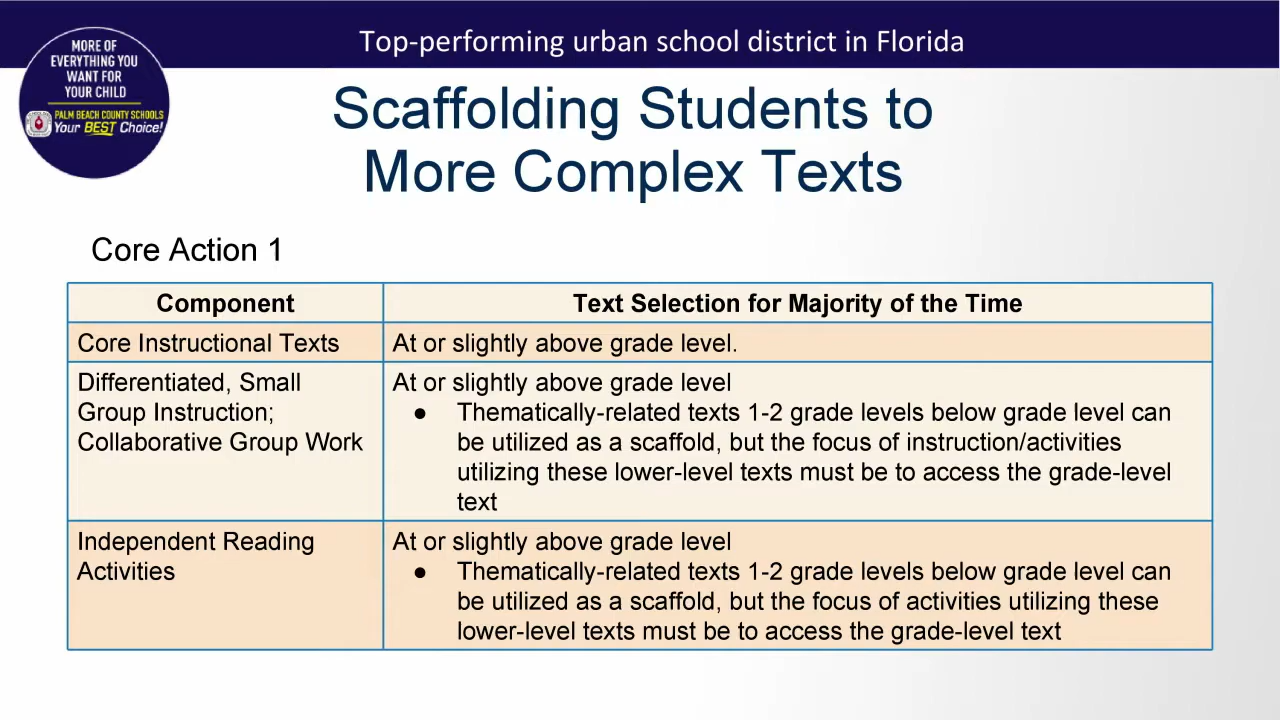 Top-performing urban school district in Florida
MORE OF
EVERYTHING YOU
WANT FOR
YOUR CHILD
PALM BEACH COUNTY SCHOOLS
Your BEST Choice!
Scaffolding Students to
More Complex Texts
Core Action 1
Component
Text Selection for Majority of the Time
Core Instructional Texts
At or slightly above grade level.
Differentiated, Small
Group Instruction;
Collaborative Group Work
At or slightly above grade level
● Thematically-related texts 1-2 grade levels below grade level can
be utilized as a scaffold, but the focus of instruction/activities
utilizing these lower-level texts must be to access the grade-level
text
Independent Reading
Activities
At or slightly above grade level
● Thematically-related texts 1-2 grade levels below grade level can
be utilized as a scaffold, but the focus of activities utilizing these
lower-level texts must be to access the grade-level text